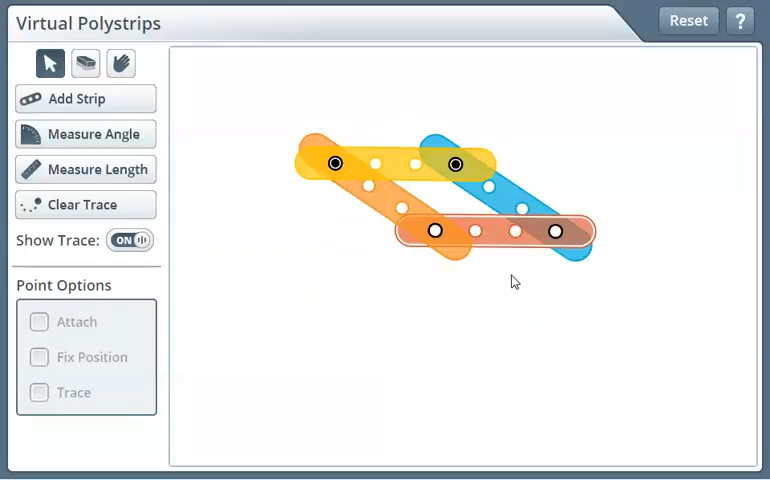 Virtual Polystrips
Reset
?
Add Strip
Measure Angle
Measure Length
Clear Trace
Show Trace: ON
Point Options
Attach
Fix Position
Trace